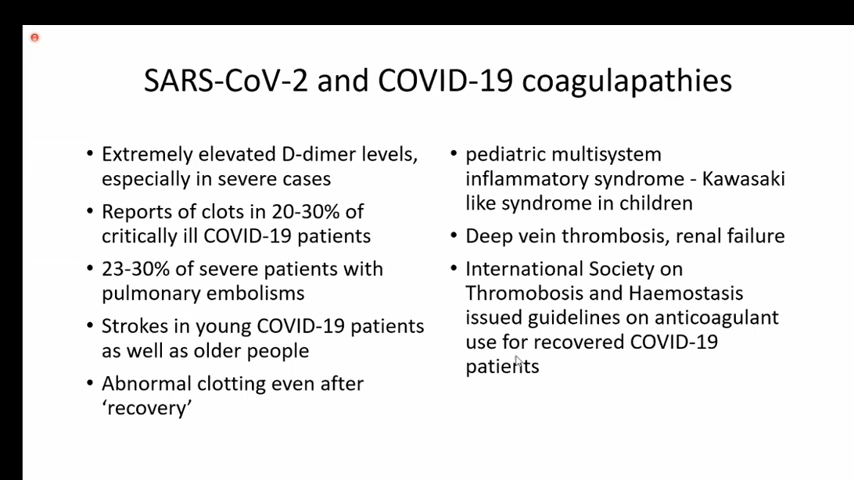 SARS-CoV-2 and COVID-19 coagulapathies
• Extremely elevated D-dimer levels,
especially in severe cases
• Reports of clots in 20-30% of
critically ill COVID-19 patients
• 23-30% of severe patients with
pulmonary embolisms
• Strokes in young COVID-19 patients
as well as older people
• Abnormal clotting even after
‘recovery’
• pediatric multisystem
inflammatory syndrome - Kawasaki
like syndrome in children
• Deep vein thrombosis, renal failure
• International Society on
Thromobosis and Haemostasis
issued guidelines on anticoagulant
use for recovered COVID-19
patients